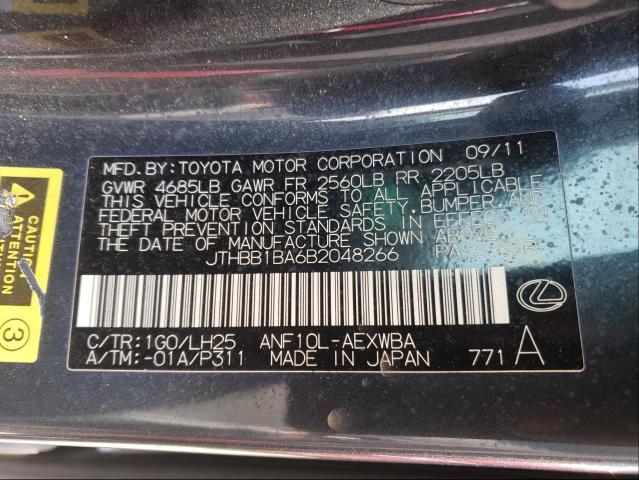 MFD.BY:TOYOTA MOTOR CORPORATION 09/11
GVWR 4685LB GAWR FR 2560LB RR 2205LB
THIS VEHICLE CONFORMS TO ALL APPLICABLE
FEDERAL MOTOR VEHICLE SAFETY, BUMPER, AND
THEFT PREVENTION STANDARDS IN EFFECT ON
THE DATE OF MANUFACTURE SHOWN ABOVE.
JTHBB1BA6B2048266 PASS.CAR
C/TR:1G0/LH25 ANF10L-AEXWBA
A/TM:-01A/P311 MADE IN JAPAN 771 A
CAUTION
ATTENTION
3